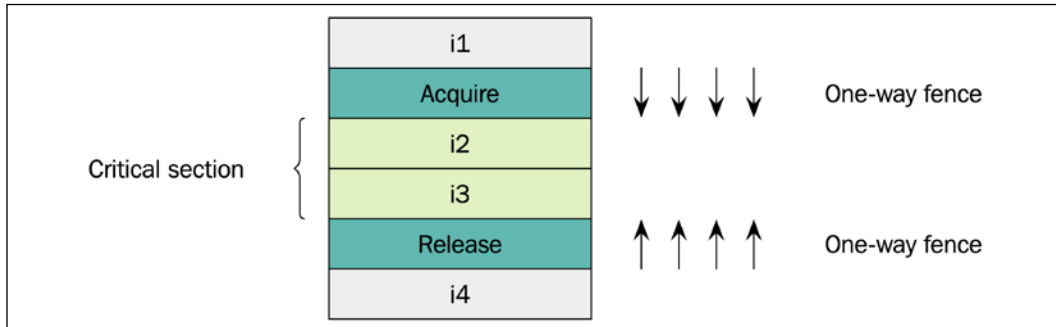 i1
Acquire
One-way fence
i2
Critical section
i3
Release
One-way fence
i4